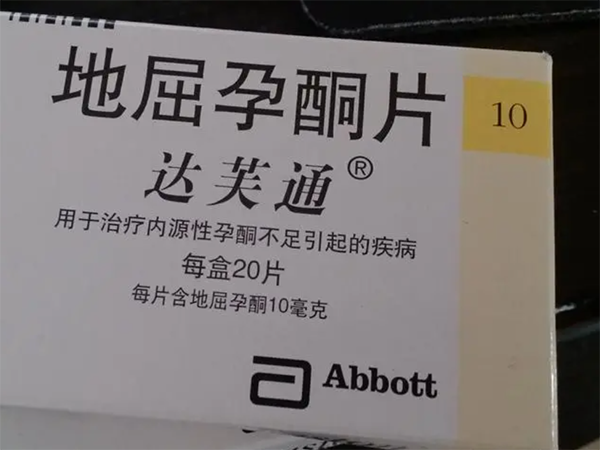 地屈孕酮片
10
达芙通®
用于治疗内源性孕酮不足引起的疾病
每盒20片
每片含地屈孕酮10毫克
Abbott